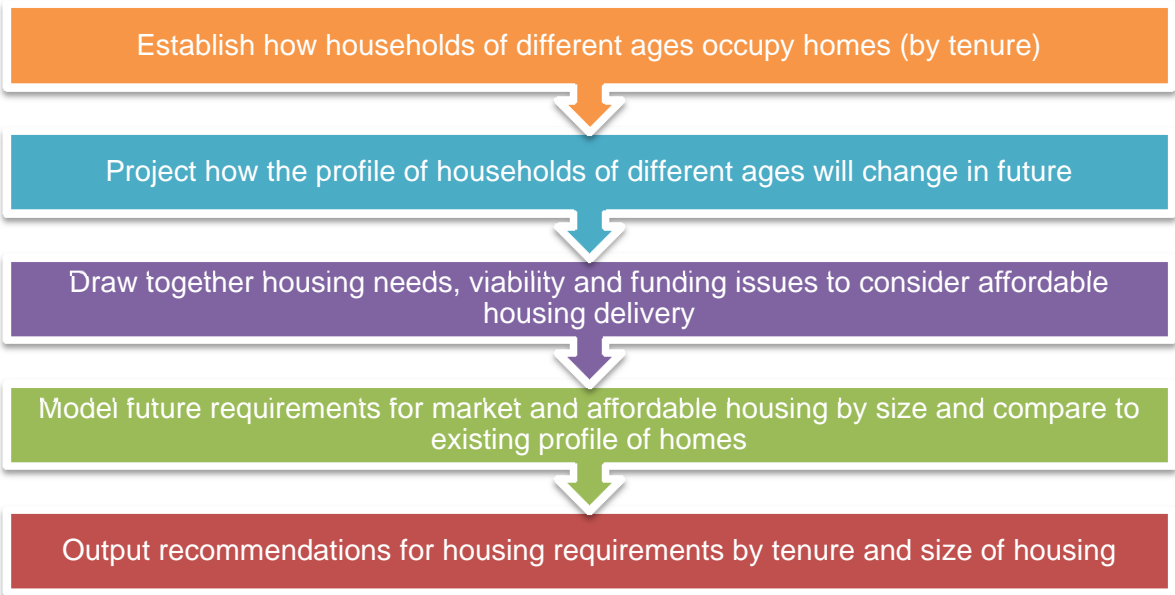 Establish how households of different ages occupy homes (by tenure)
Project how the profile of households of different ages will change in future
Draw together housing needs, viability and funding issues to consider affordable
housing delivery
Model future requirements for market and affordable housing by size and compare to
existing profile of homes
Output recommendations for housing requirements by tenure and size of housing